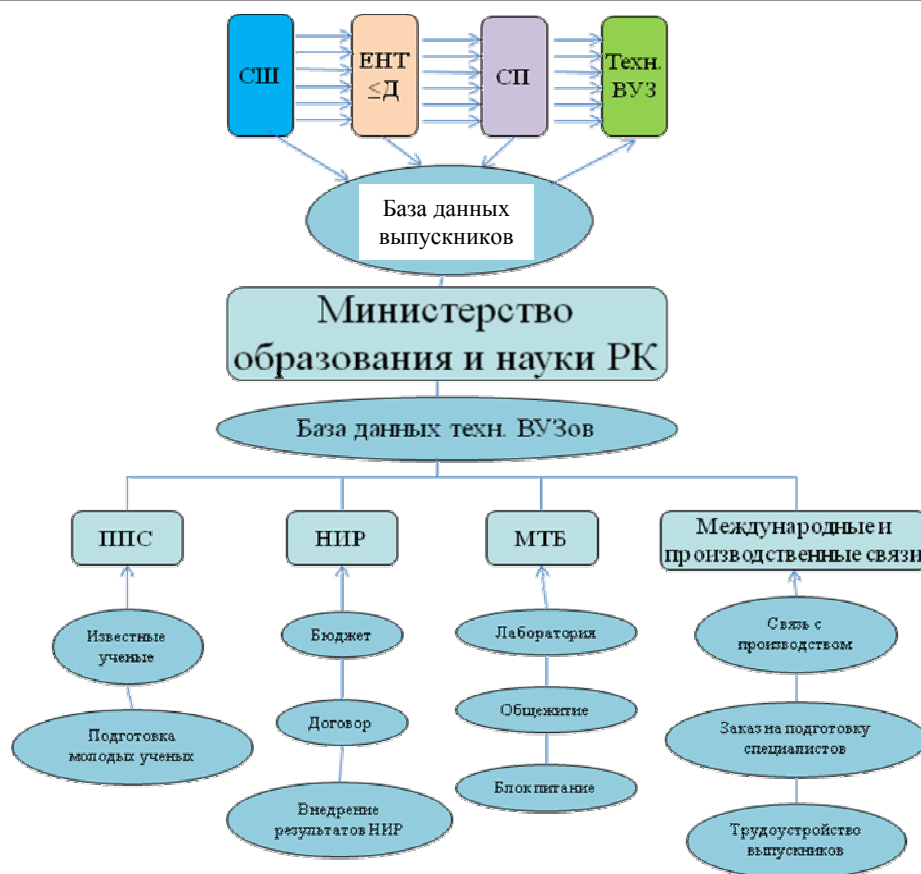 СШ
ЕНТ
≤Д
СП
Техн.
ВУЗ
База данных
выпускников
Министерство
образования и науки РК
База данных техн. ВУЗов
ППС
НИР
МТБ
Международные и
производственные связи
Известные
ученые
Бюджет
Лаборатория
Связь с
производством
Подготовка
молодых ученых
Договор
Общежитие
Заказ на подготовку
специалистов
Внедрение
результатов НИР
Блок питание
Трудоустройство
выпускников